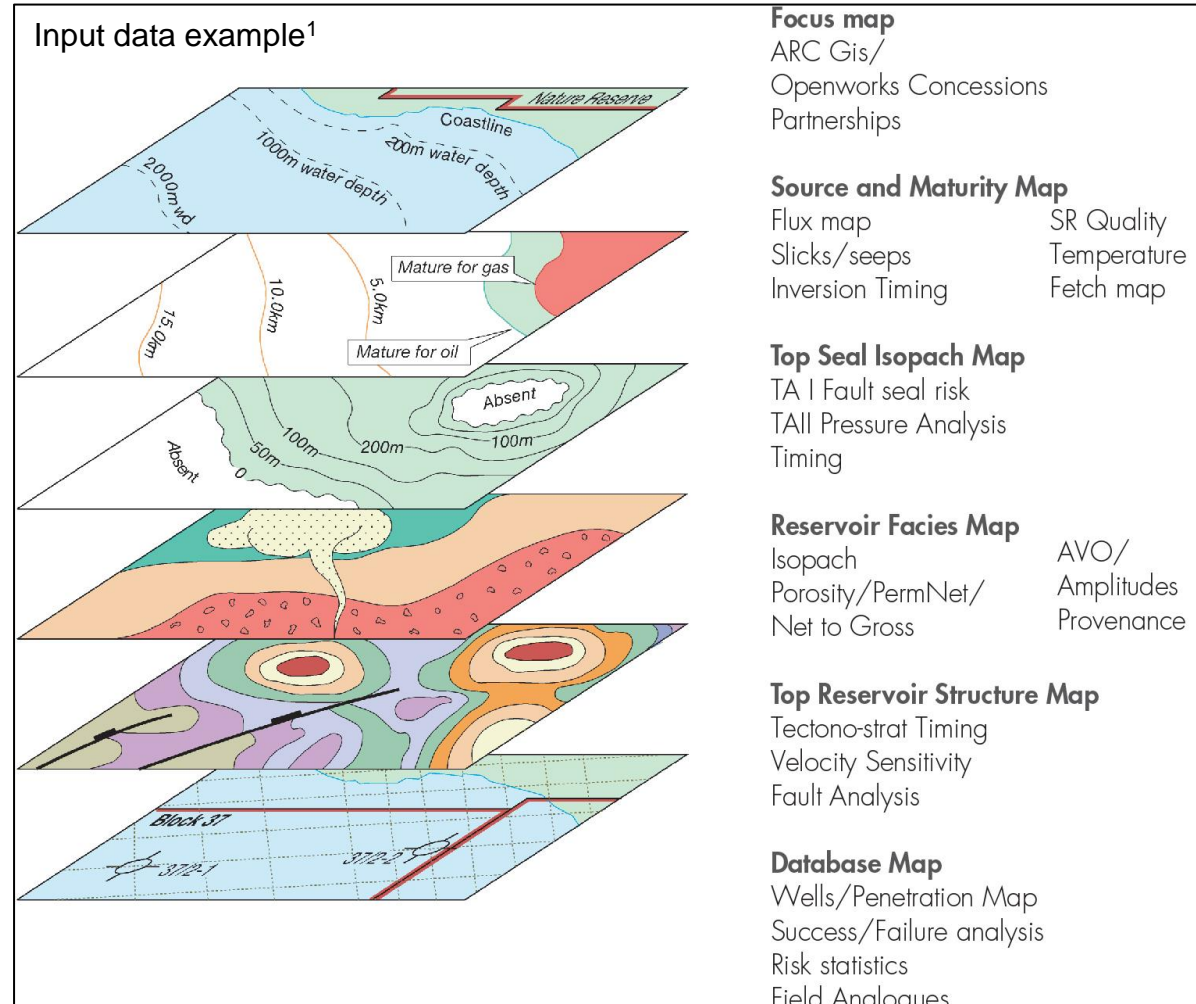 Input data example¹
Nature Reserve
Coastline
200m water depth
1000m water depth
2000m wd
Mature for gas
5.0km
10.0km
15.0km
Mature for oil
Absent
100m
200m
100m
50m
0
Absent
Block 37
37/2-1
37/2-2
Focus map
ARC Gis/
Openworks Concessions
Partnerships
Source and Maturity Map
Flux map
Slicks/seeps
Inversion Timing
SR Quality
Temperature
Fetch map
Top Seal Isopach Map
TA I Fault seal risk
TAII Pressure Analysis
Timing
Reservoir Facies Map
Isopach
Porosity/PermNet/
Net to Gross
AVO/
Amplitudes
Provenance
Top Reservoir Structure Map
Tectono-strat Timing
Velocity Sensitivity
Fault Analysis
Database Map
Wells/Penetration Map
Success/Failure analysis
Risk statistics
Field Analogues